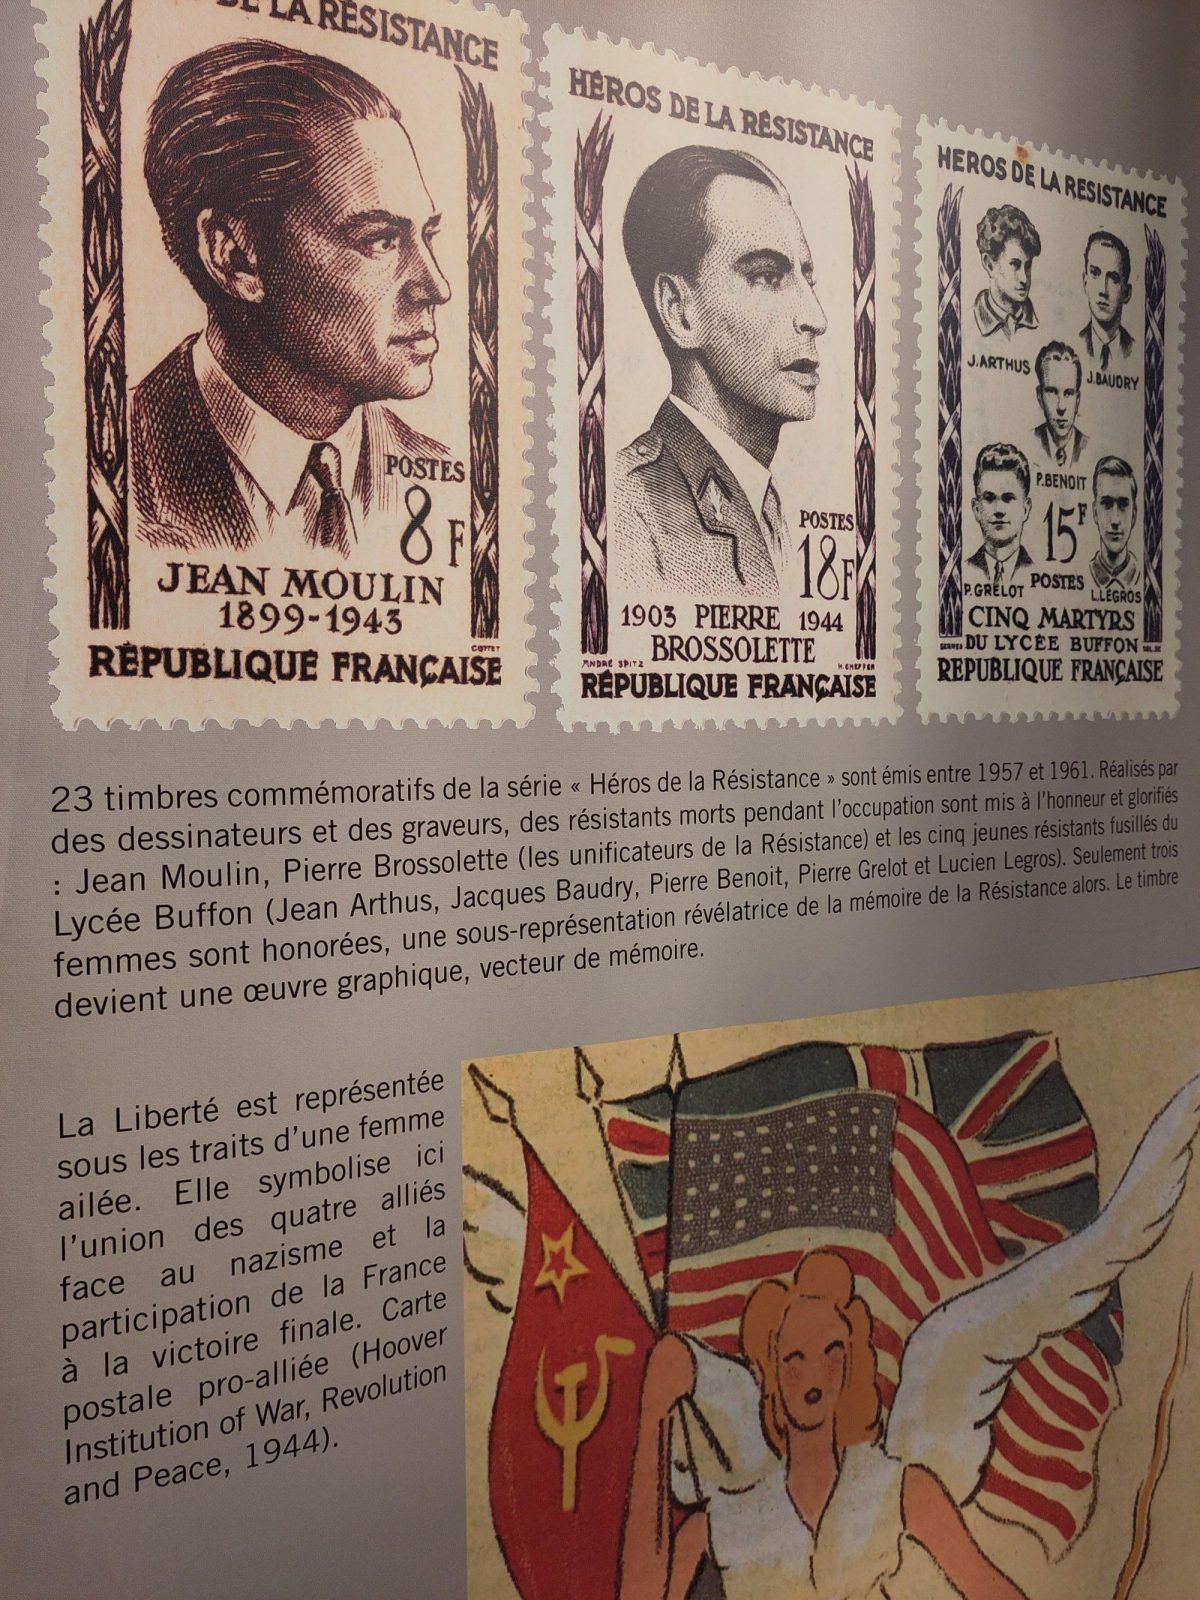 DE LA RÉSISTANCE
POSTES
8F
JEAN MOULIN
1899-1943
COTTET
RÉPUBLIQUE FRANÇAISE
HÉROS DE LA RÉSISTANCE
POSTES
18F
1903 PIERRE 1944
BROSSOLETTE
ANDRÉ SPITZ H. CHEFFER
RÉPUBLIQUE FRANÇAISE
HEROS DE LA RESISTANCE
J. ARTHUS
J. BAUDRY
P. BENOIT
15F
P. GRELOT POSTES L. LEGROS
CINQ MARTYRS
DU LYCÉE BUFFON
RÉPUBLIQUE FRANÇAISE
23 timbres commémoratifs de la série « Héros de la Résistance » sont émis entre 1957 et 1961. Réalisés par
des dessinateurs et des graveurs, des résistants morts pendant l'occupation sont mis à l'honneur et glorifiés
: Jean Moulin, Pierre Brossolette (les unificateurs de la Résistance) et les cinq jeunes résistants fusillés du
Lycée Buffon (Jean Arthus, Jacques Baudry, Pierre Benoit, Pierre Grelot et Lucien Legros). Seulement trois
femmes sont honorées, une sous-représentation révélatrice de la mémoire de la Résistance alors. Le timbre
devient une œuvre graphique, vecteur de mémoire.
La Liberté est représentée
sous les traits d'une femme
ailée. Elle symbolise ici
l'union des quatre alliés
face au nazisme et la
participation de la France
à la victoire finale. Carte
postale pro-alliée (Hoover
Institution of War, Revolution
and Peace, 1944).